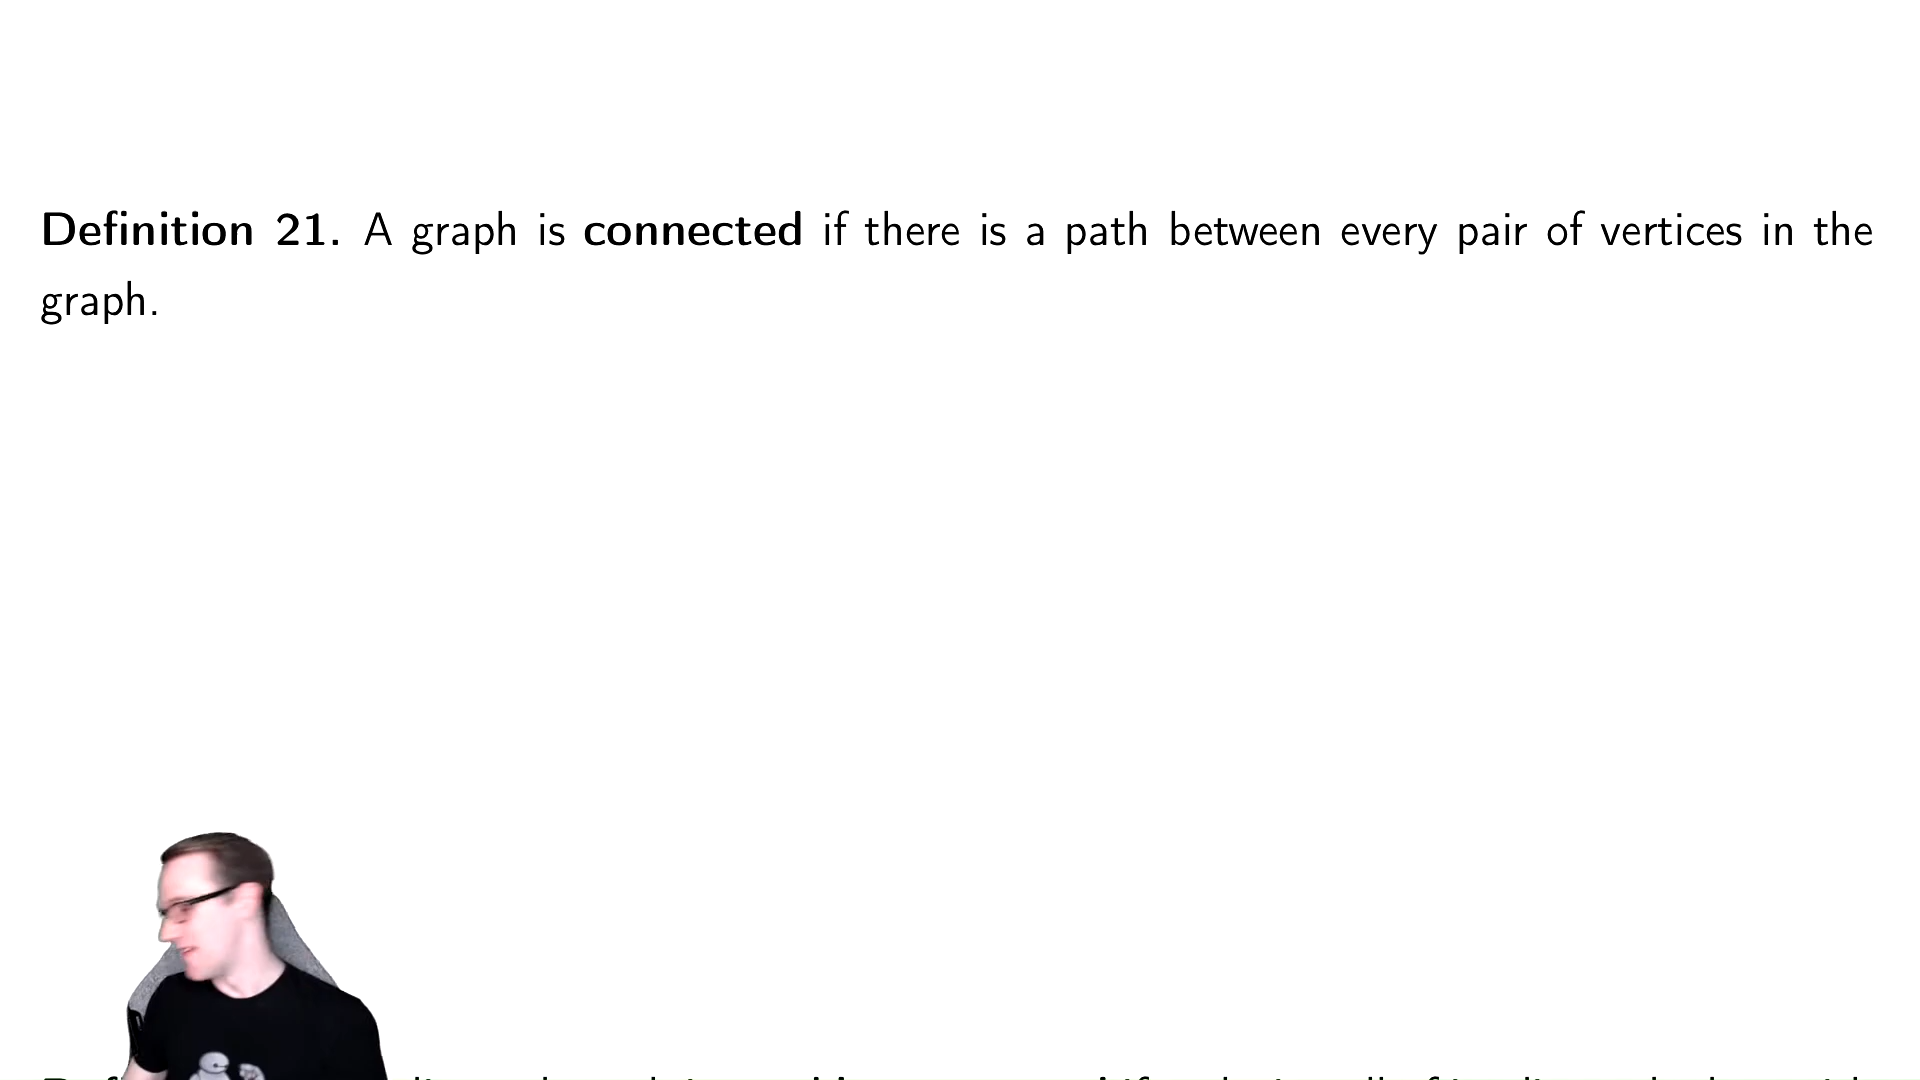 Definition 21. A graph is connected if there is a path between every pair of vertices in the
graph.